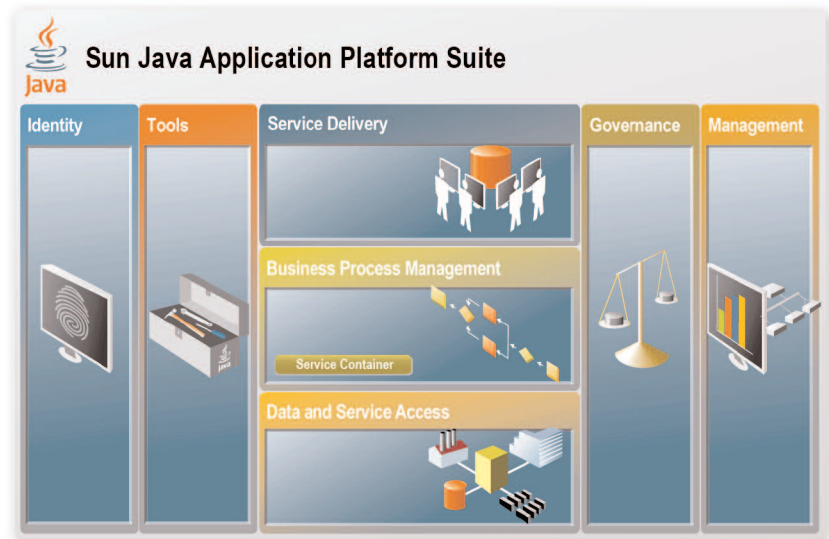 Java
Sun Java Application Platform Suite
Identity
Tools
Service Delivery
Business Process Management
Service Container
Data and Service Access
Governance
Management
Java